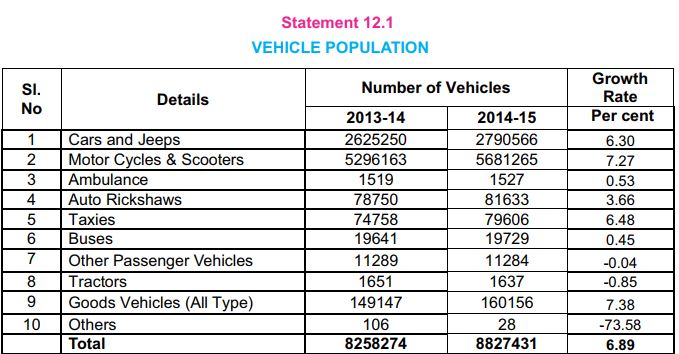 Statement 12.1
VEHICLE POPULATION
Sl. No Details Number of Vehicles Growth Rate
2013-14 2014-15 Per cent
1 Cars and Jeeps 2625250 2790566 6.30
2 Motor Cycles & Scooters 5296163 5681265 7.27
3 Ambulance 1519 1527 0.53
4 Auto Rickshaws 78750 81633 3.66
5 Taxies 74758 79606 6.48
6 Buses 19641 19729 0.45
7 Other Passenger Vehicles 11289 11284 -0.04
8 Tractors 1651 1637 -0.85
9 Goods Vehicles (All Type) 149147 160156 7.38
10 Others 106 28 -73.58
Total 8258274 8827431 6.89